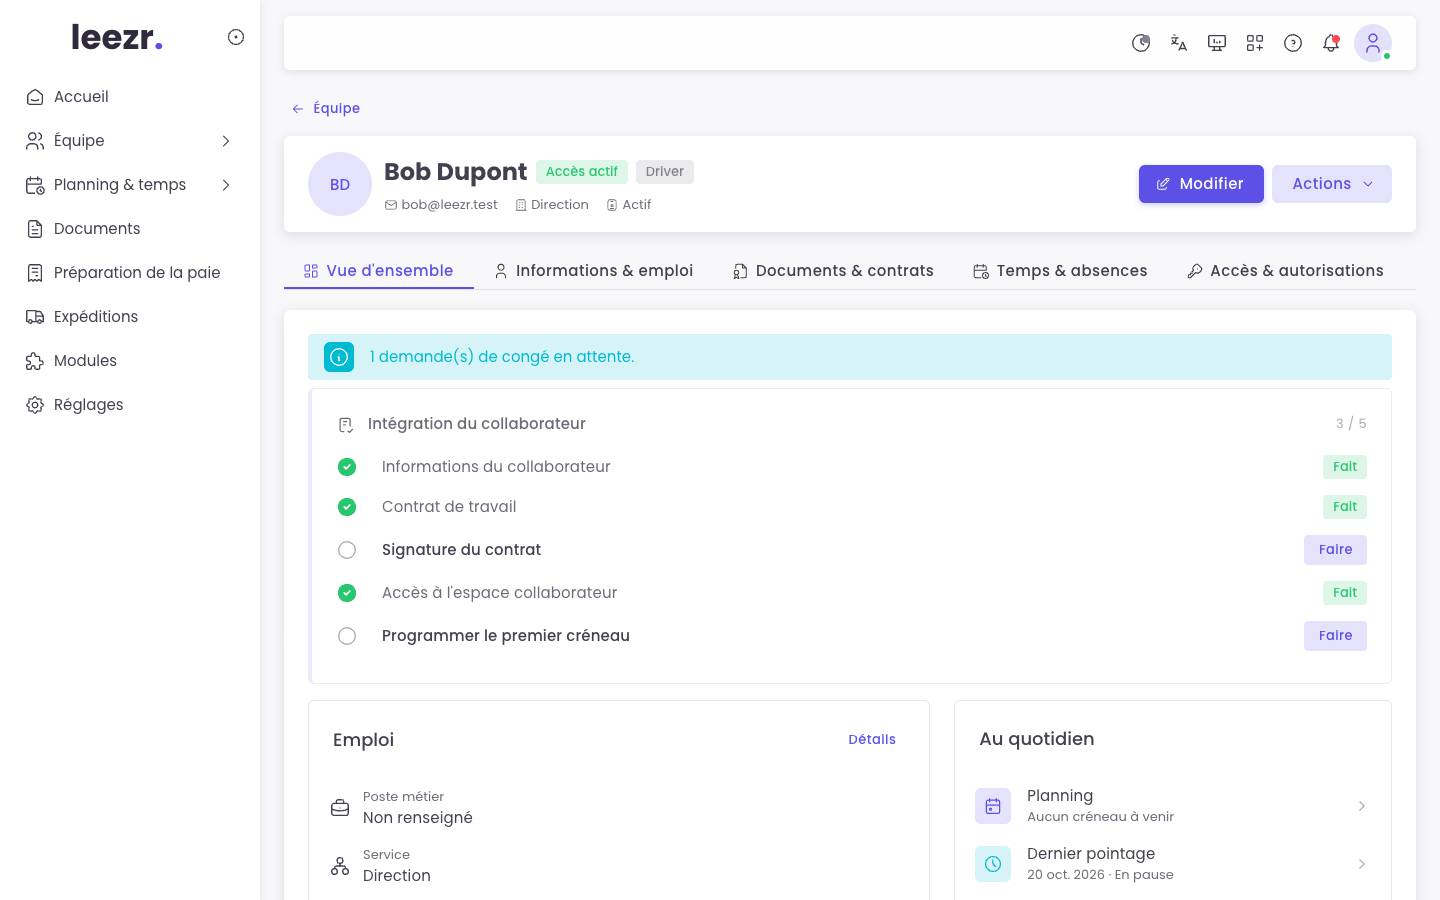 leezr.
Accueil
Équipe
Planning & temps
Documents
Préparation de la paie
Expéditions
Modules
Réglages
Équipe
BD
Bob Dupont
Accès actif
Driver
bob@leezr.test
Direction
Actif
Modifier
Actions
Vue d'ensemble
Informations & emploi
Documents & contrats
Temps & absences
Accès & autorisations
1 demande(s) de congé en attente.
Intégration du collaborateur
3 / 5
Informations du collaborateur
Fait
Contrat de travail
Fait
Signature du contrat
Faire
Accès à l'espace collaborateur
Fait
Programmer le premier créneau
Faire
Emploi
Détails
Poste métier
Non renseigné
Service
Direction
Au quotidien
Planning
Aucun créneau à venir
Dernier pointage
20 oct. 2026 · En pause